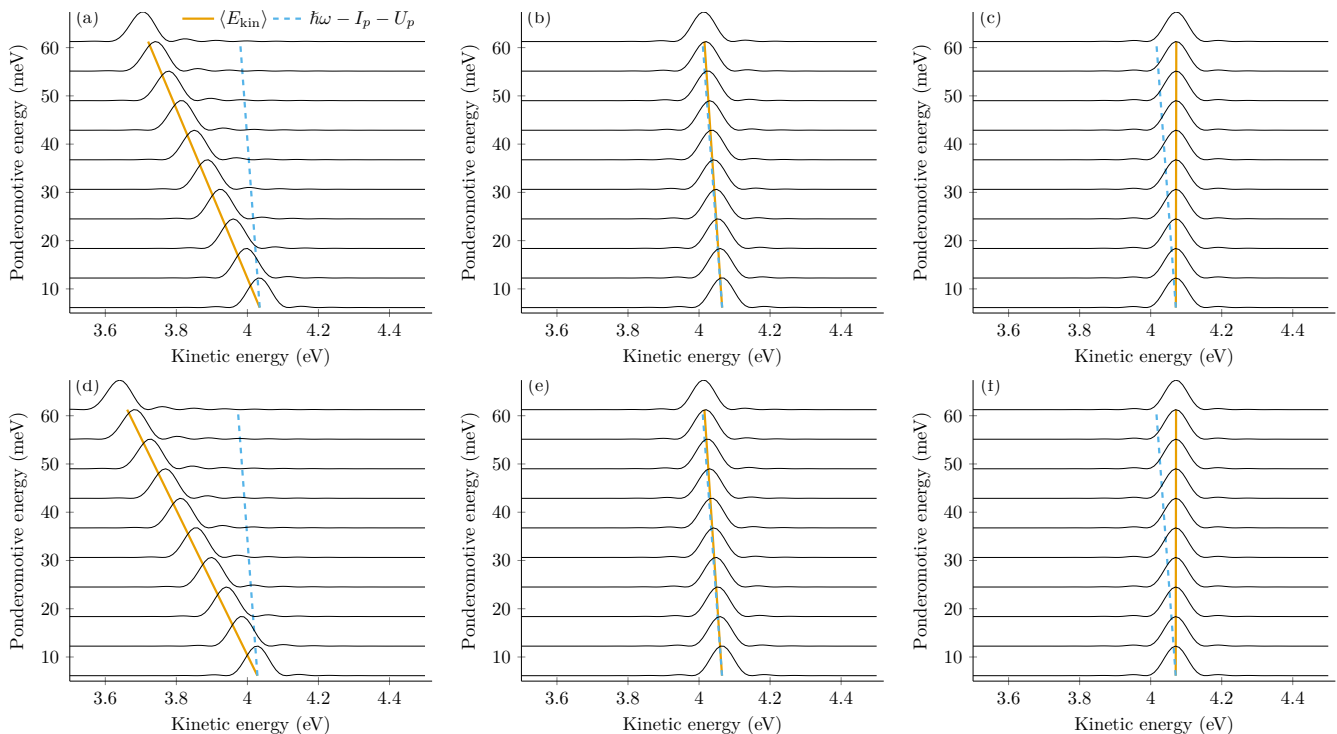 (a)
⟨E_kin⟩
ℏω − I_p − U_p
60
50
40
30
20
10
Ponderomotive energy (meV)
3.6 3.8 4 4.2 4.4
Kinetic energy (eV)
(b)
60
50
40
30
20
10
Ponderomotive energy (meV)
3.6 3.8 4 4.2 4.4
Kinetic energy (eV)
(c)
60
50
40
30
20
10
Ponderomotive energy (meV)
3.6 3.8 4 4.2 4.4
Kinetic energy (eV)
(d)
60
50
40
30
20
10
Ponderomotive energy (meV)
3.6 3.8 4 4.2 4.4
Kinetic energy (eV)
(e)
60
50
40
30
20
10
Ponderomotive energy (meV)
3.6 3.8 4 4.2 4.4
Kinetic energy (eV)
(f)
60
50
40
30
20
10
Ponderomotive energy (meV)
3.6 3.8 4 4.2 4.4
Kinetic energy (eV)